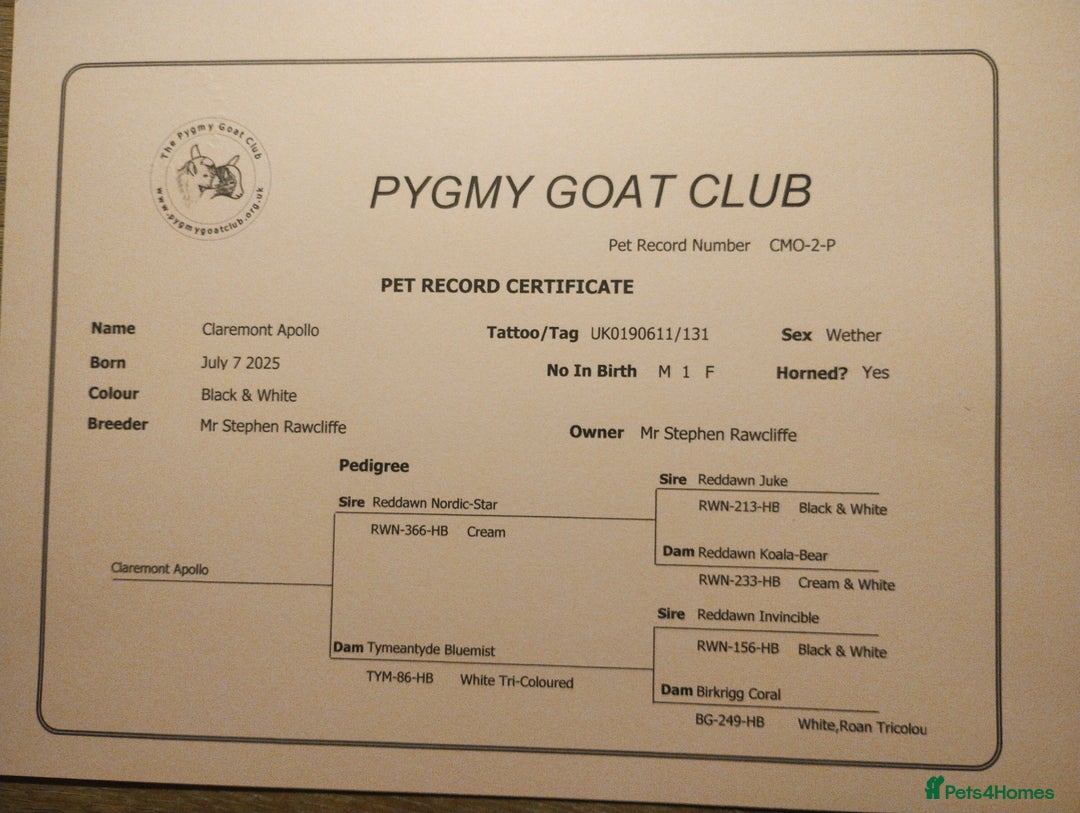 The Pygmy Goat Club
www.pygmygoatclub.org.uk
PYGMY GOAT CLUB
Pet Record Number CMO-2-P
PET RECORD CERTIFICATE
Name Claremont Apollo Tattoo/Tag UK0190611/131 Sex Wether
Born July 7 2025 No In Birth M 1 F Horned? Yes
Colour Black & White
Breeder Mr Stephen Rawcliffe Owner Mr Stephen Rawcliffe
Pedigree
Sire Reddawn Juke
Sire Reddawn Nordic-Star
RWN-213-HB Black & White
RWN-366-HB Cream
Dam Reddawn Koala-Bear
Claremont Apollo
RWN-233-HB Cream & White
Sire Reddawn Invincible
Dam Tymeantyde Bluemist
RWN-156-HB Black & White
TYM-86-HB White Tri-Coloured
Dam Birkrigg Coral
BG-249-HB White,Roan Tricolou
Pets4Homes